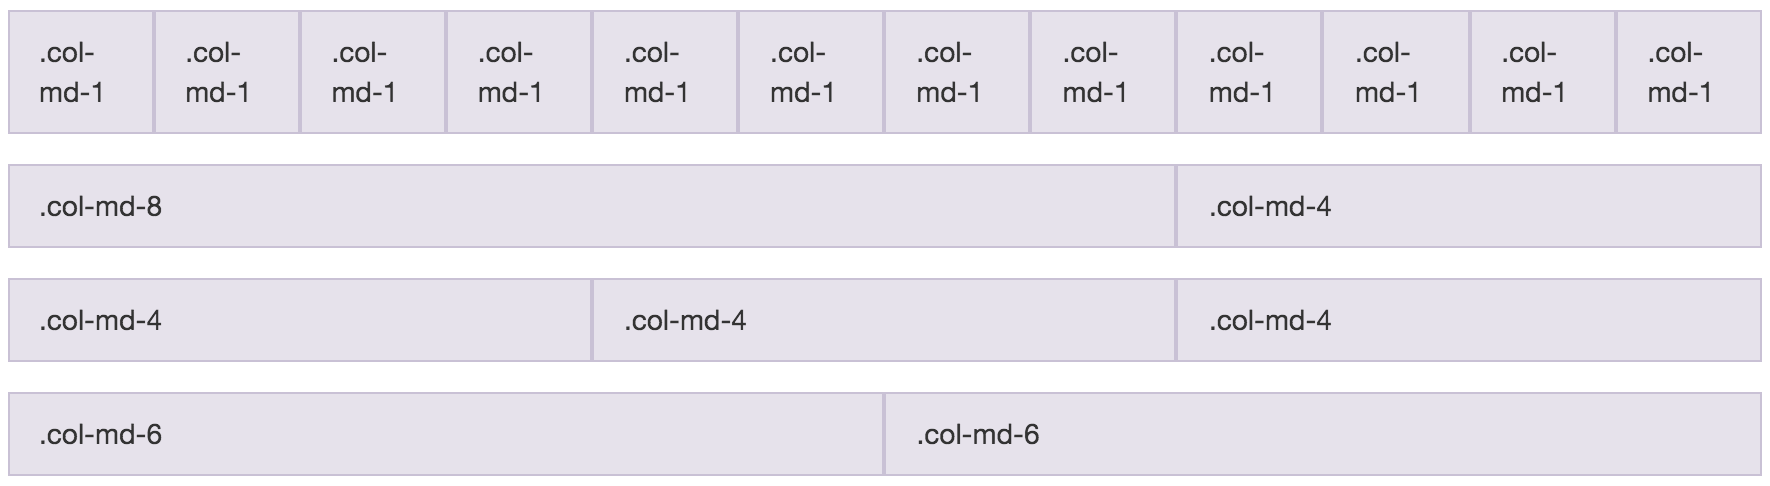 .col- .col- .col- .col- .col- .col- .col- .col- .col- .col- .col- .col-
md-1 md-1 md-1 md-1 md-1 md-1 md-1 md-1 md-1 md-1 md-1 md-1
.col-md-8 .col-md-4
.col-md-4 .col-md-4 .col-md-4
.col-md-6 .col-md-6